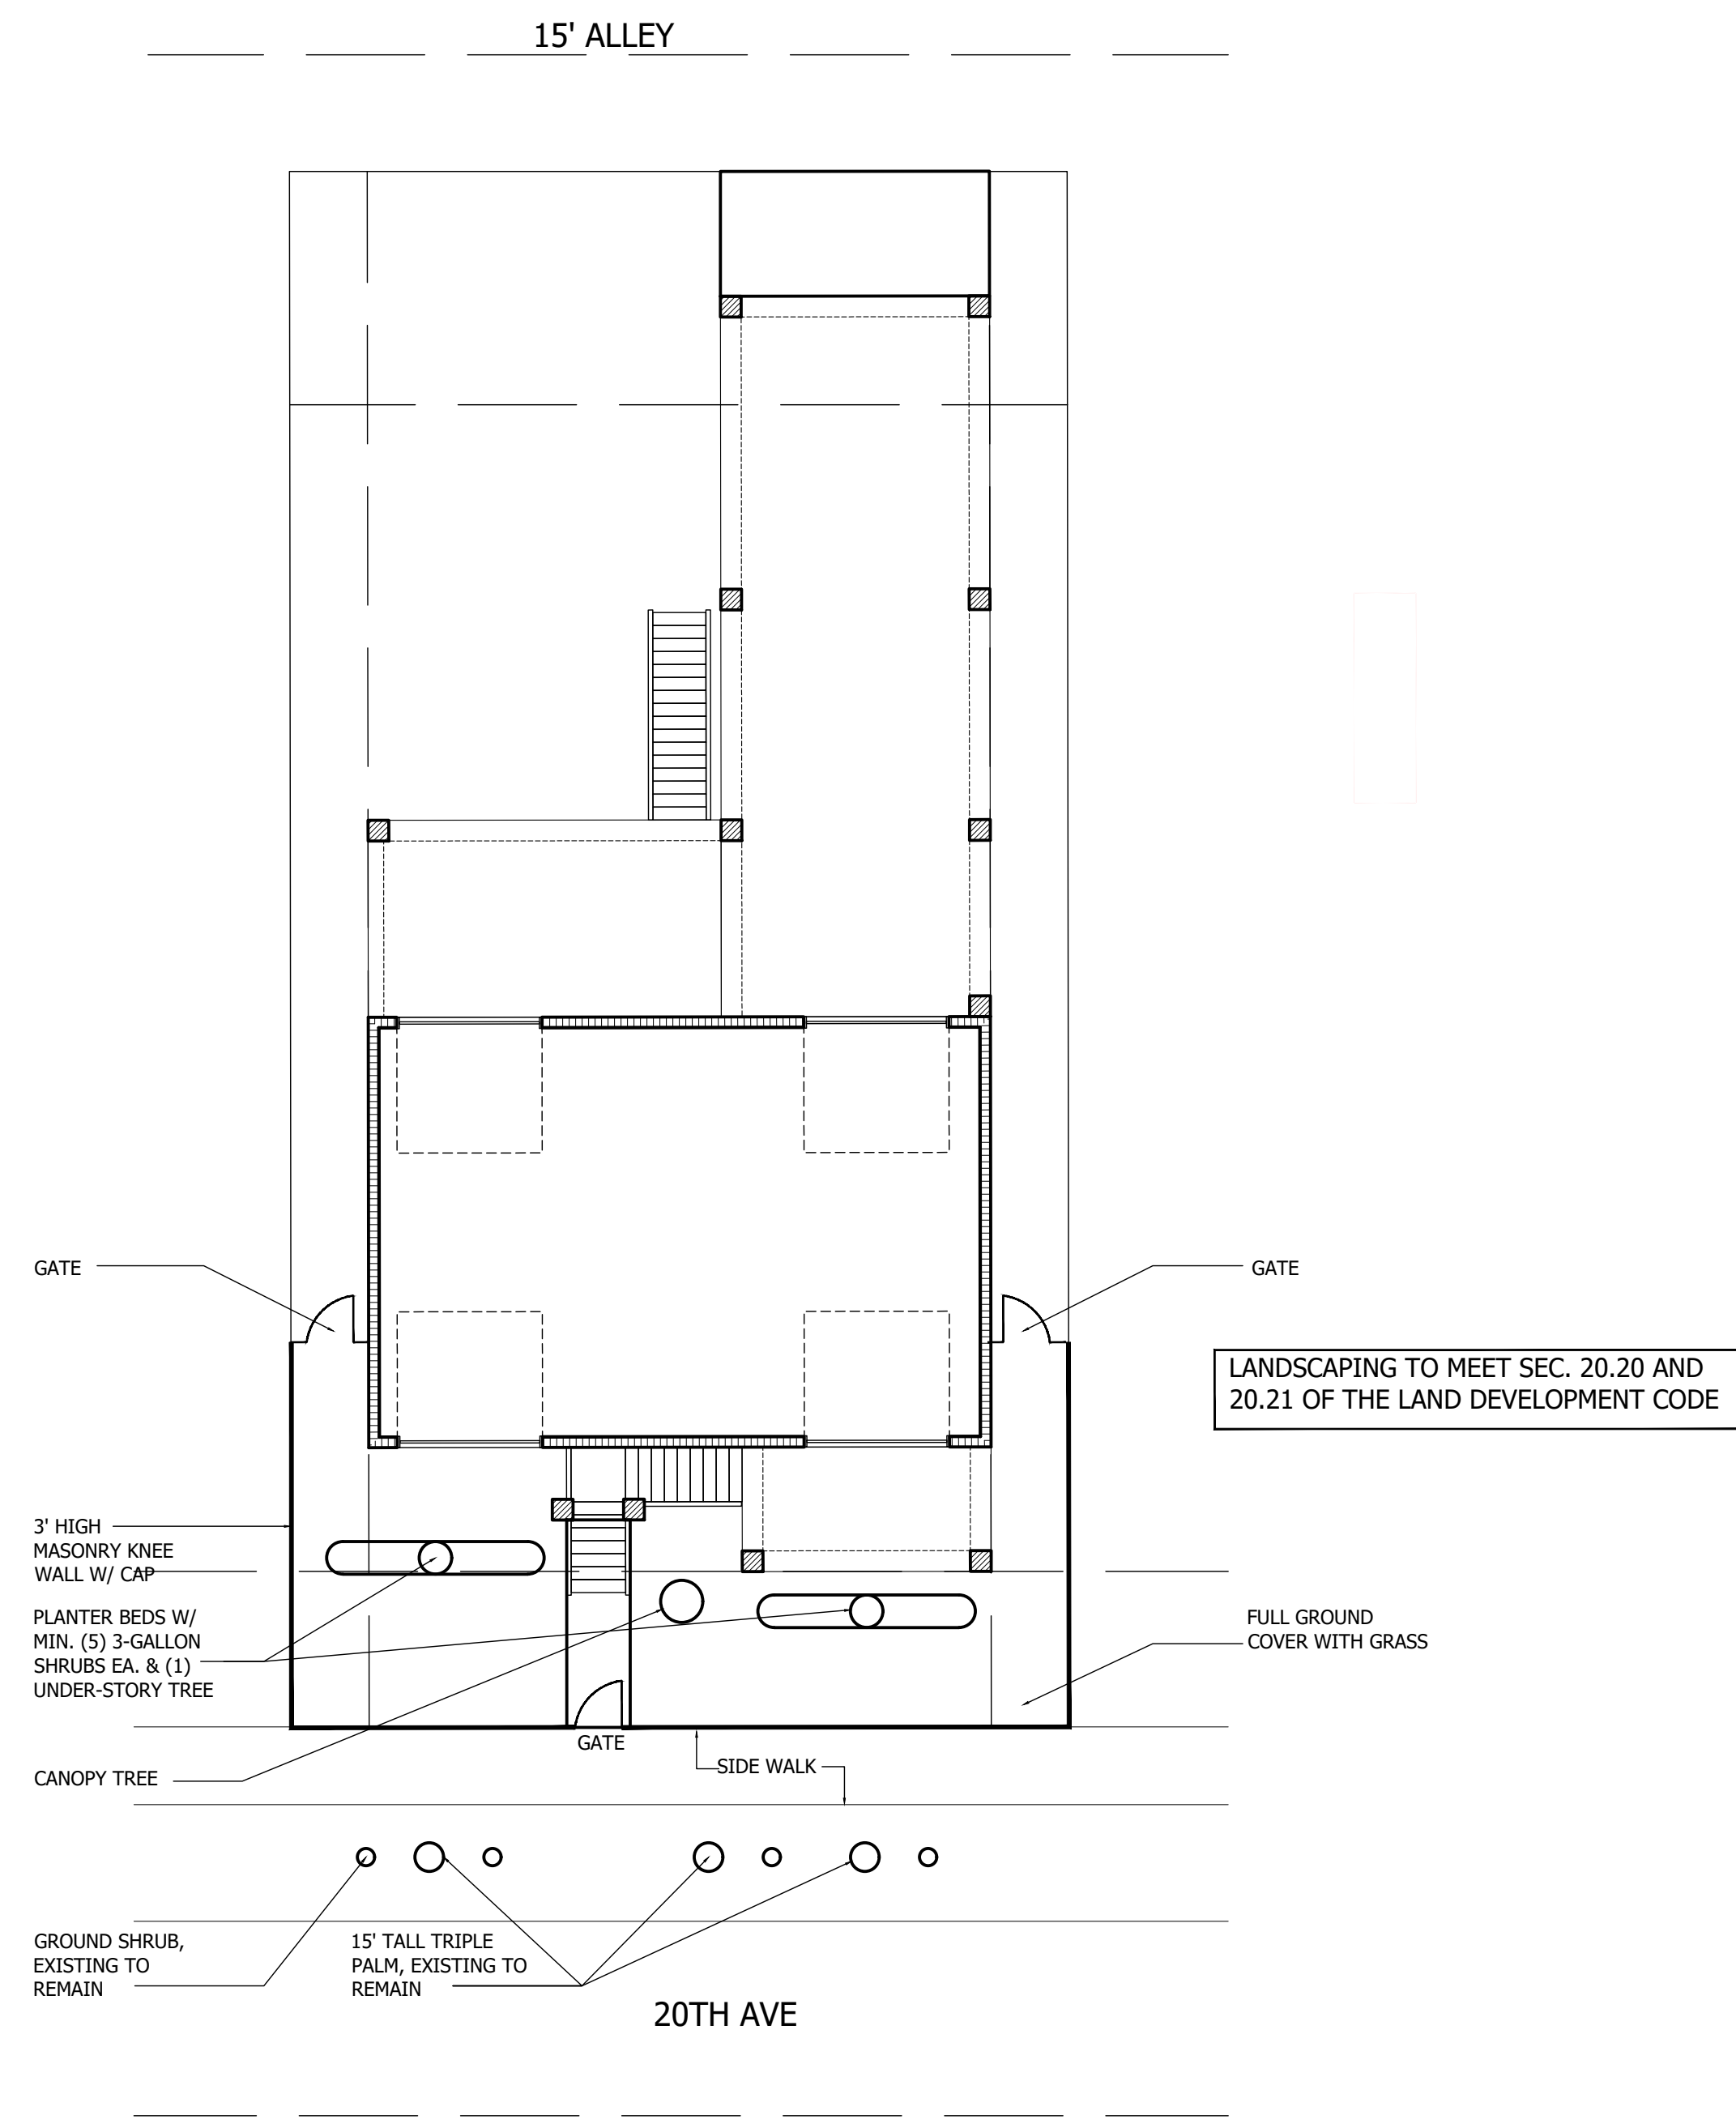 15' ALLEY
GATE
GATE
LANDSCAPING TO MEET SEC. 20.20 AND
20.21 OF THE LAND DEVELOPMENT CODE
3' HIGH
MASONRY KNEE
WALL W/ CAP
PLANTER BEDS W/
MIN. (5) 3-GALLON
SHRUBS EA. & (1)
UNDER-STORY TREE
FULL GROUND
COVER WITH GRASS
GATE
SIDE WALK
CANOPY TREE
GROUND SHRUB,
EXISTING TO
REMAIN
15' TALL TRIPLE
PALM, EXISTING TO
REMAIN
20TH AVE